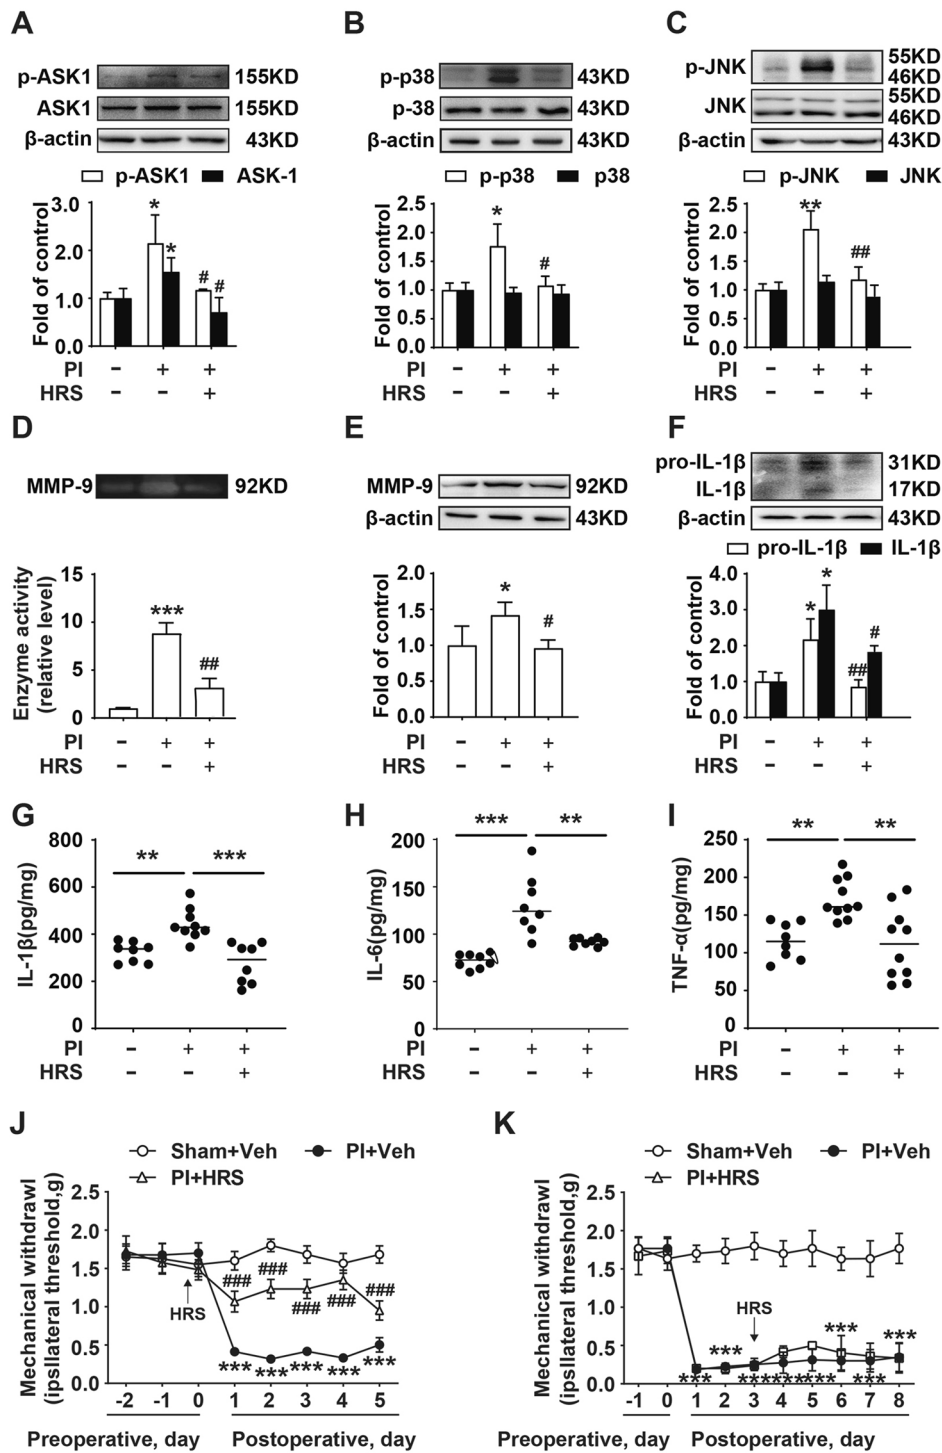 A
p-ASK1 155KD
ASK1 155KD
β-actin 43KD
p-ASK1 ASK-1
Fold of control
3.0
2.0
1.0
0.0
* * # #
PI - + +
HRS - - +
B
p-p38 43KD
p-38 43KD
β-actin 43KD
p-p38 p38
Fold of control
2.5
2.0
1.5
1.0
0.5
0.0
* #
PI - + +
HRS - - +
C
p-JNK 55KD
46KD
JNK 55KD
46KD
β-actin 43KD
p-JNK JNK
Fold of control
2.5
2.0
1.5
1.0
0.5
0.0
** ##
PI - + +
HRS - - +
D
MMP-9 92KD
Enzyme activity
(relative level)
15
10
5
0
*** ##
PI - + +
HRS - - +
E
MMP-9 92KD
β-actin 43KD
Fold of control
2.0
1.5
1.0
0.5
0.0
* #
PI - + +
HRS - - +
F
pro-IL-1β 31KD
IL-1β 17KD
β-actin 43KD
pro-IL-1β IL-1β
Fold of control
4.0
3.0
2.0
1.0
0.0
* * ## #
PI - + +
HRS - - +
G
IL-1β(pg/mg)
800
600
400
200
0
** ***
PI - + +
HRS - - +
H
IL-6(pg/mg)
200
150
100
50
0
*** **
- + +
- - +
I
TNF-α(pg/mg)
250
200
150
100
50
0
** **
PI - + +
HRS - - +
J
Sham+Veh PI+Veh
PI+HRS
Mechanical withdrawl
(ipsllateral threshold,g)
2.5
2.0
1.5
1.0
0.5
0.0
HRS
### ### ### ### ###
*** *** *** *** ***
-2 -1 0 1 2 3 4 5
Preoperative, day Postoperative, day
K
Sham+Veh PI+Veh
PI+HRS
Mechanical withdrawl
(ipsllateral threshold,g)
2.5
2.0
1.5
1.0
0.5
0.0
HRS
*** *** *** *** *** *** *** ***
-1 0 1 2 3 4 5 6 7 8
Preoperative, day Postoperative, day